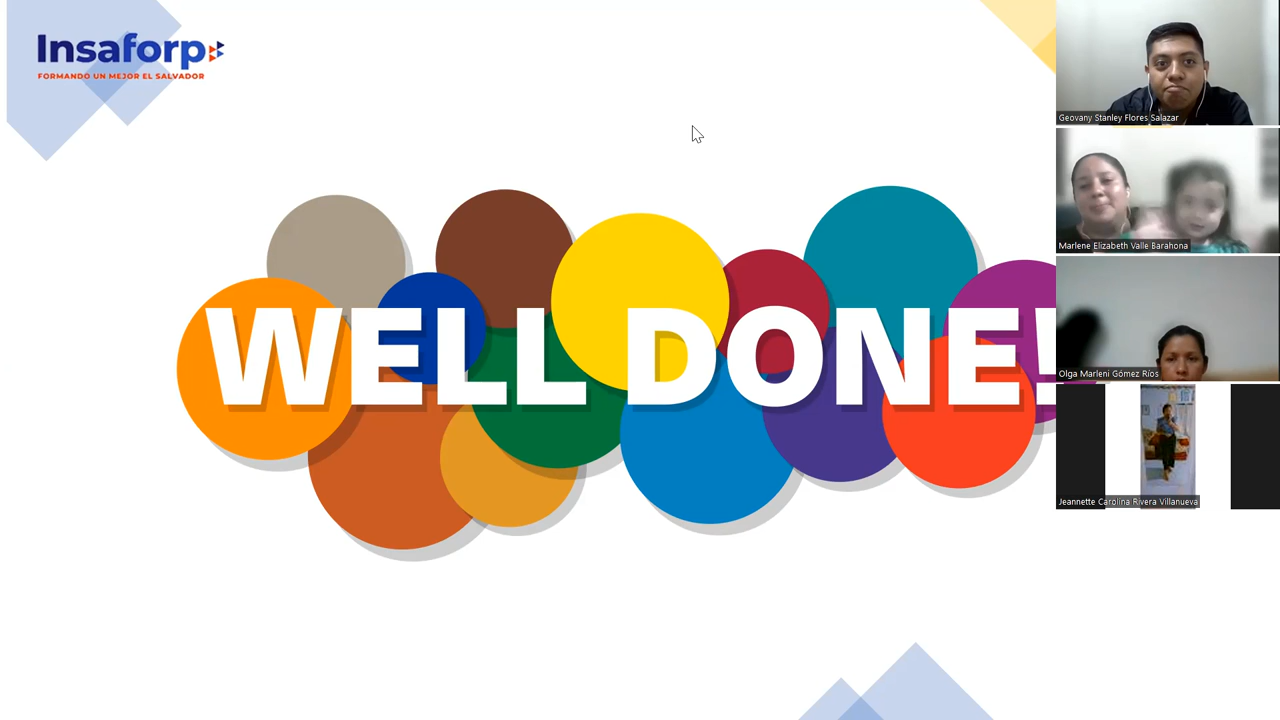 Insaforp
FORMANDO UN MEJOR EL SALVADOR
WELL DONE!
Geovany Stanley Flores Salazar
Marlene Elizabeth Valle Barahona
Olga Marleni Gómez Ríos
Jeannette Carolina Rivera Villanueva